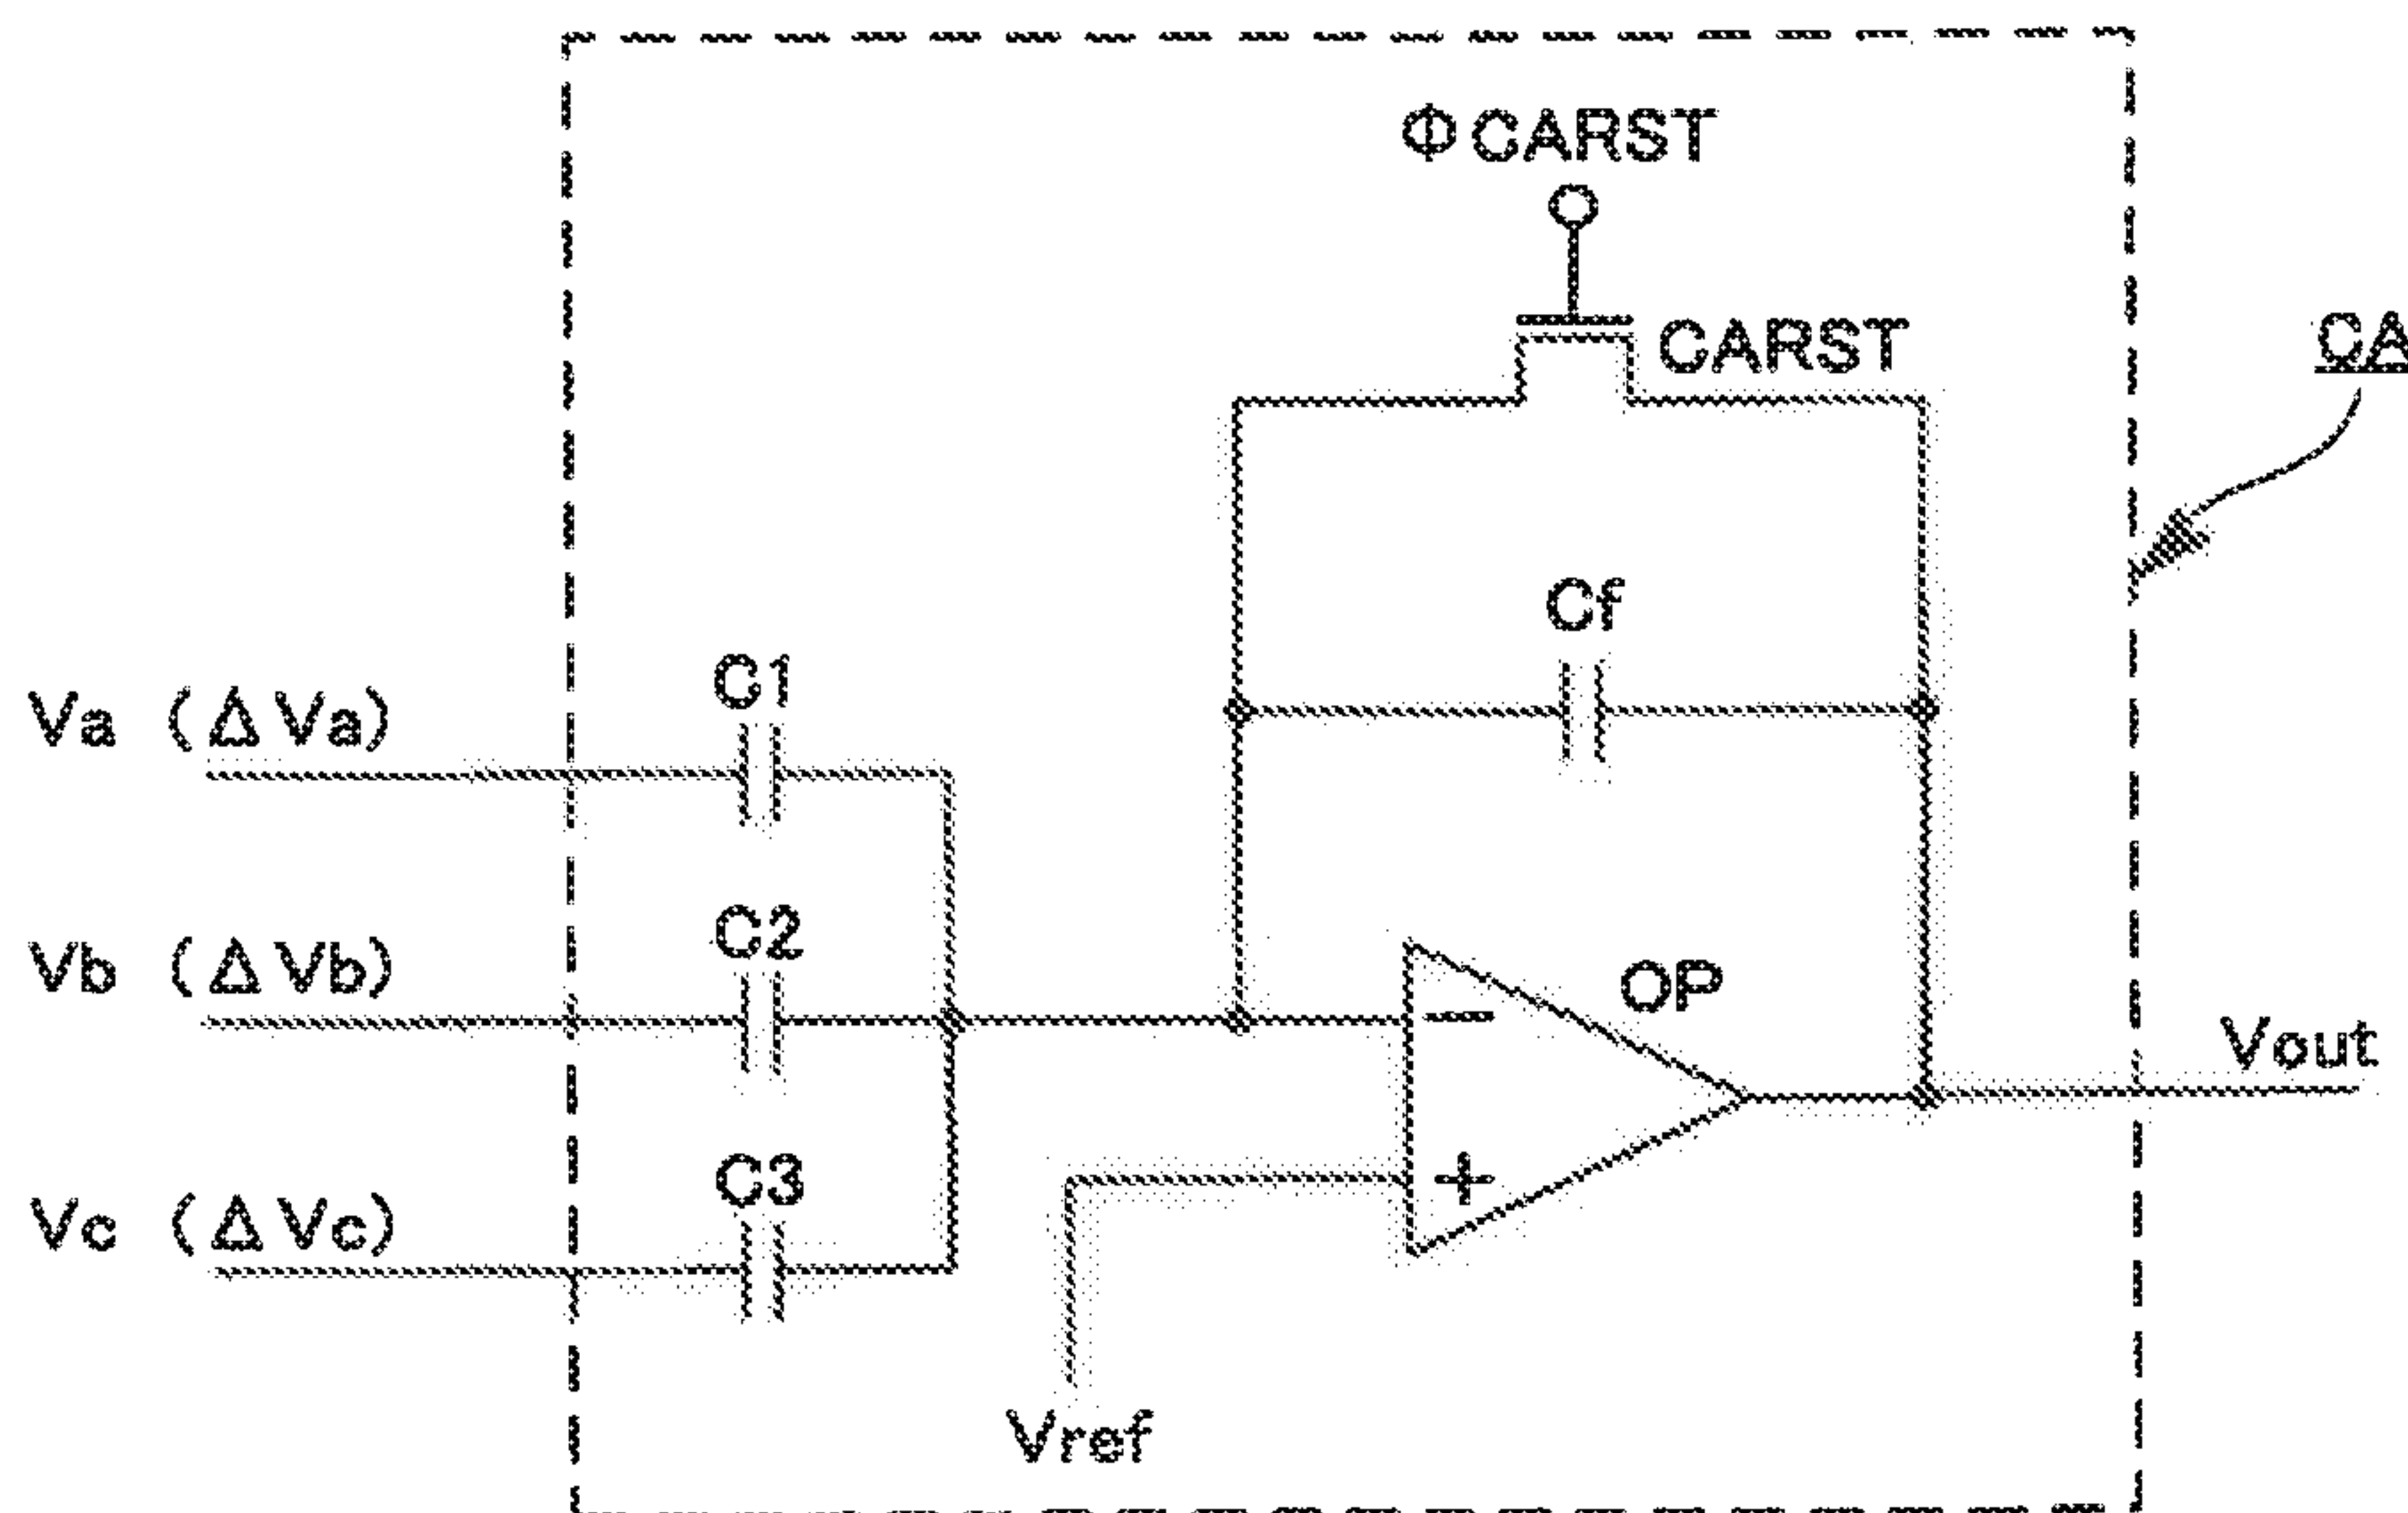 ΦCARST
CARST
CA
Cf
C1
Va (ΔVa)
C2
Vb (ΔVb)
OP
−
Vout
C3
+
Vc (ΔVc)
Vref